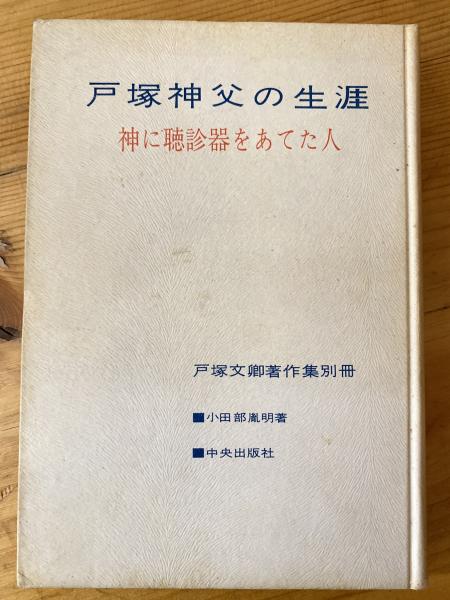 戸塚神父の生涯
神に聴診器をあてた人
戸塚文卿著作集別冊
■小田部胤明著
■中央出版社